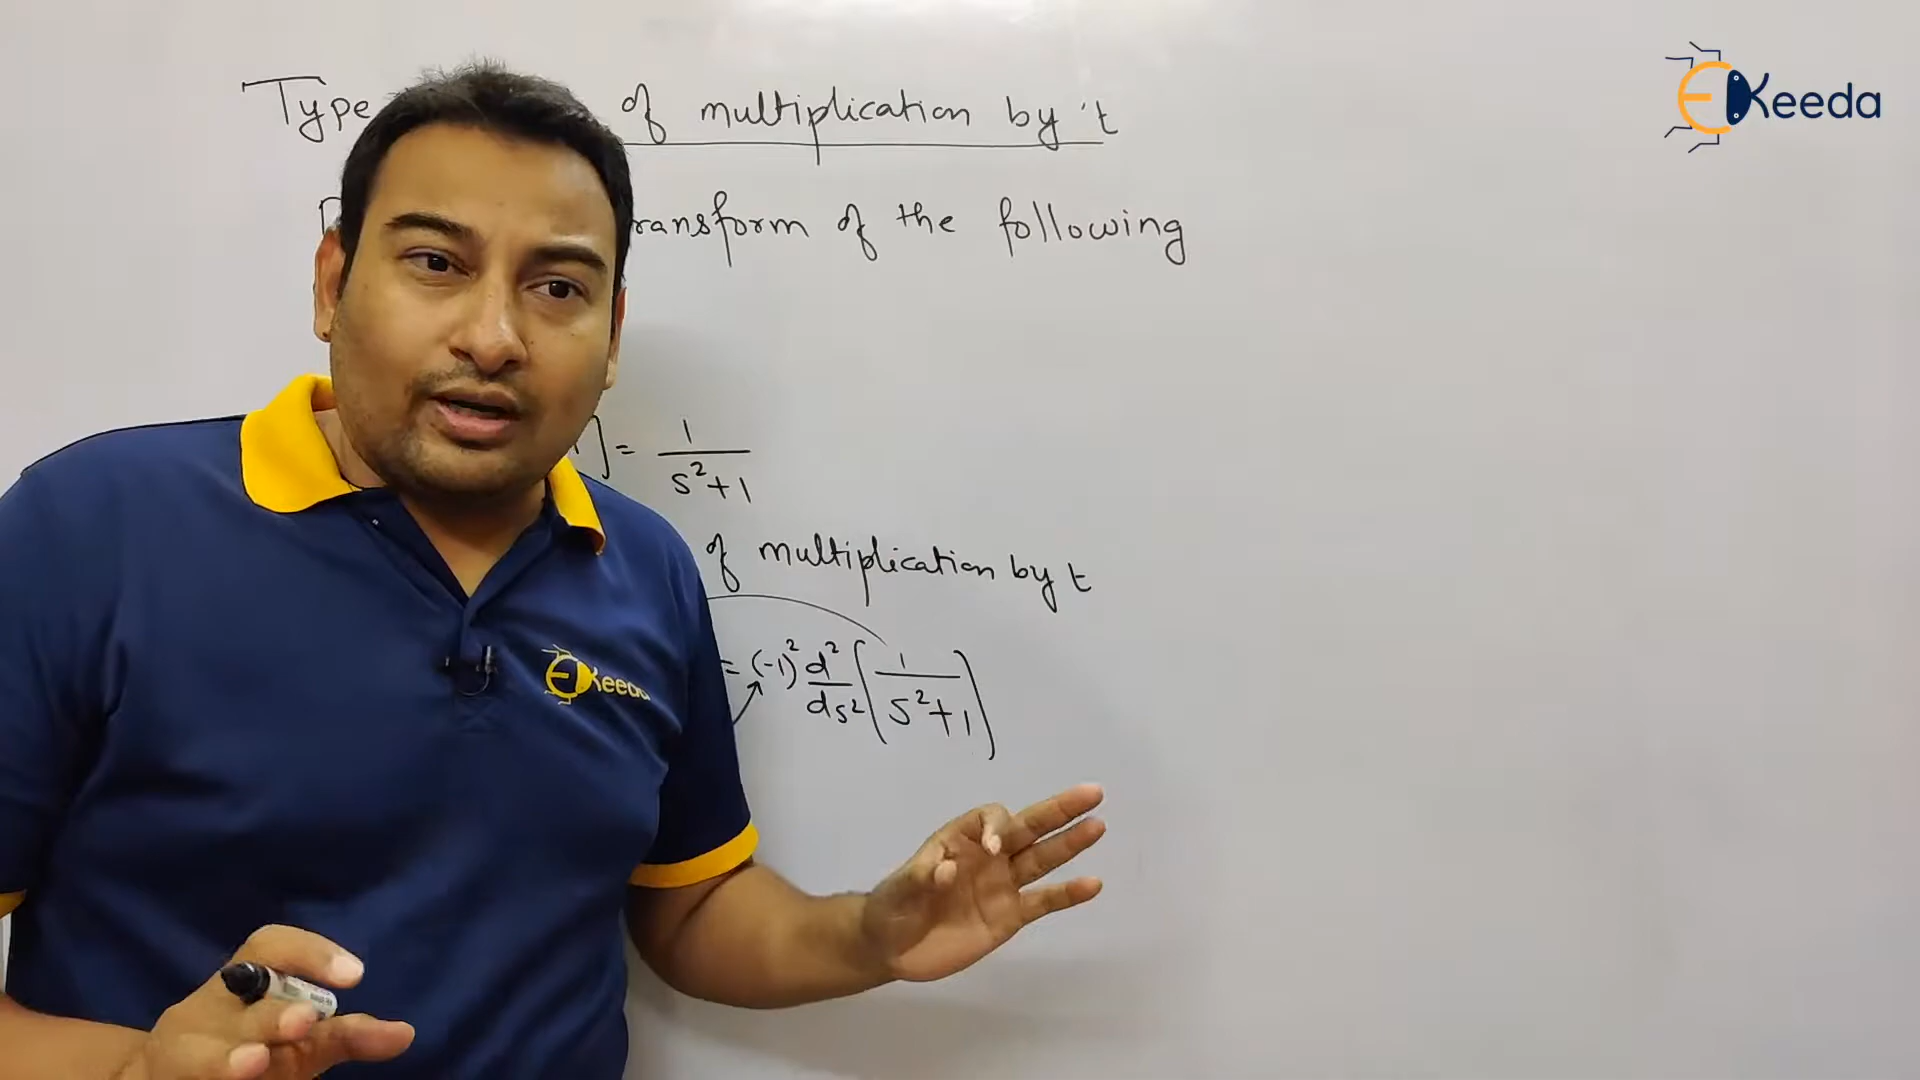 Type of multiplication by 't
EKeeda
ransform of the following
] = 1
s²+1
of multiplication by t
= (-1)² d²/ds² ( 1 / s²+1 )
EKeeda